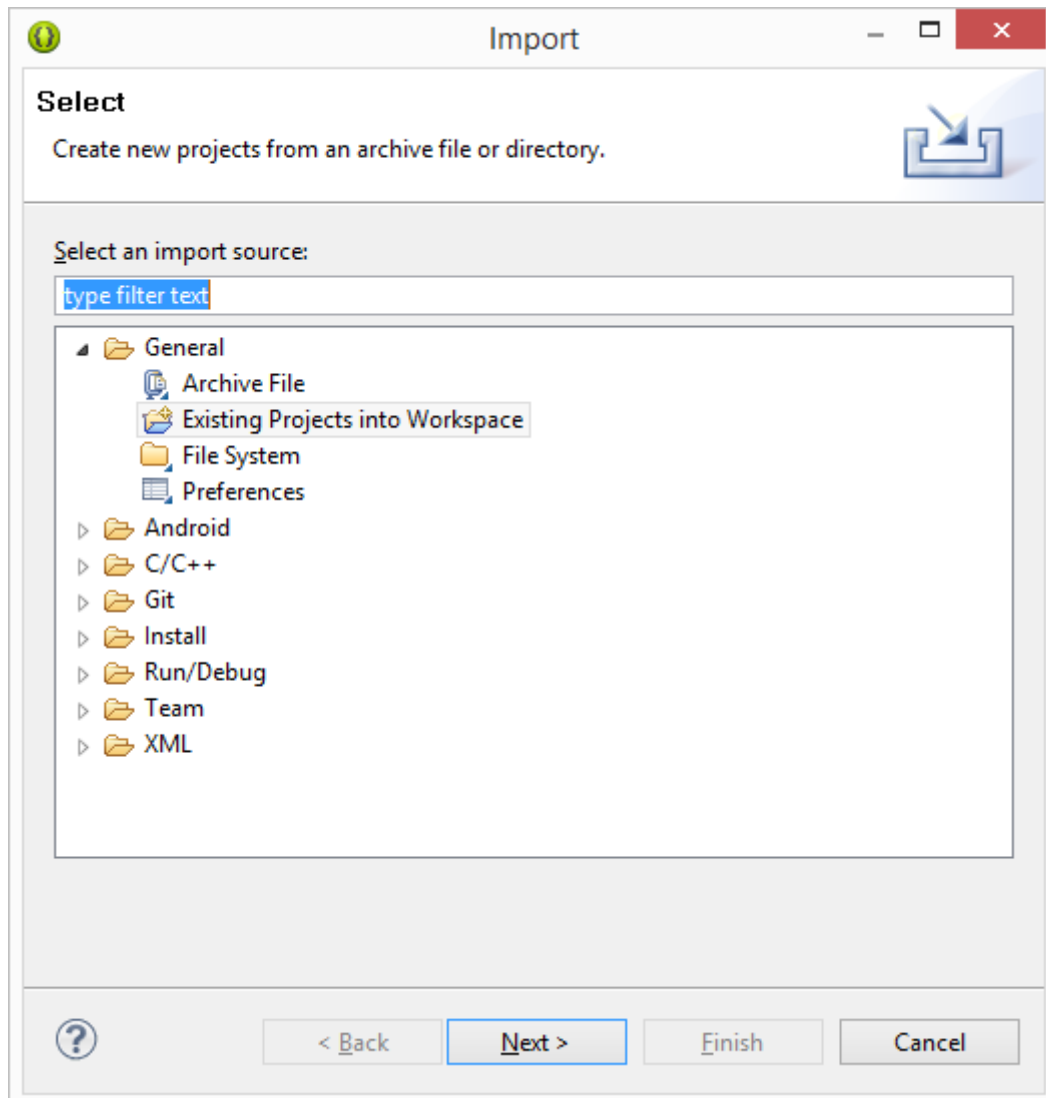 Import
Select
Create new projects from an archive file or directory.
Select an import source:
type filter text
General
Archive File
Existing Projects into Workspace
File System
Preferences
Android
C/C++
Git
Install
Run/Debug
Team
XML
< Back Next > Finish Cancel